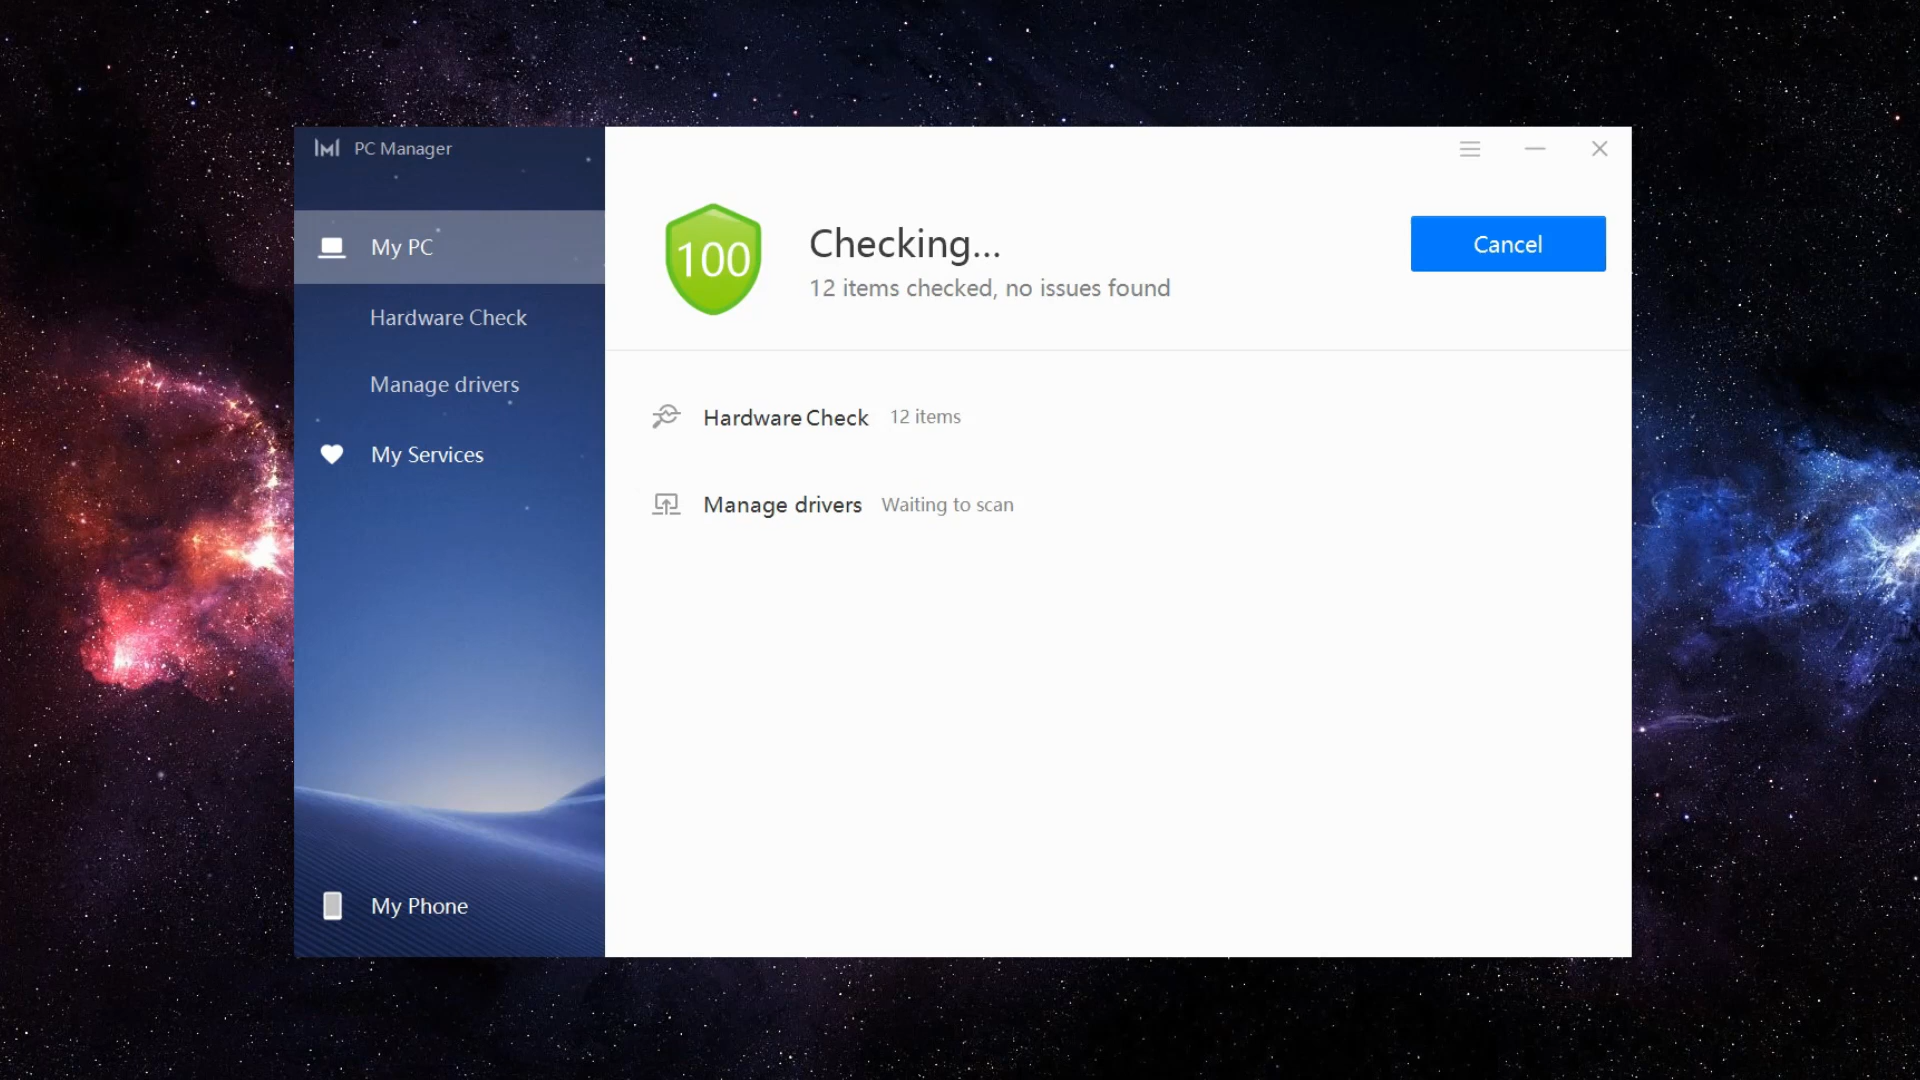 PC Manager
My PC
Hardware Check
Manage drivers
My Services
My Phone
100
Checking...
12 items checked, no issues found
Cancel
Hardware Check 12 items
Manage drivers Waiting to scan